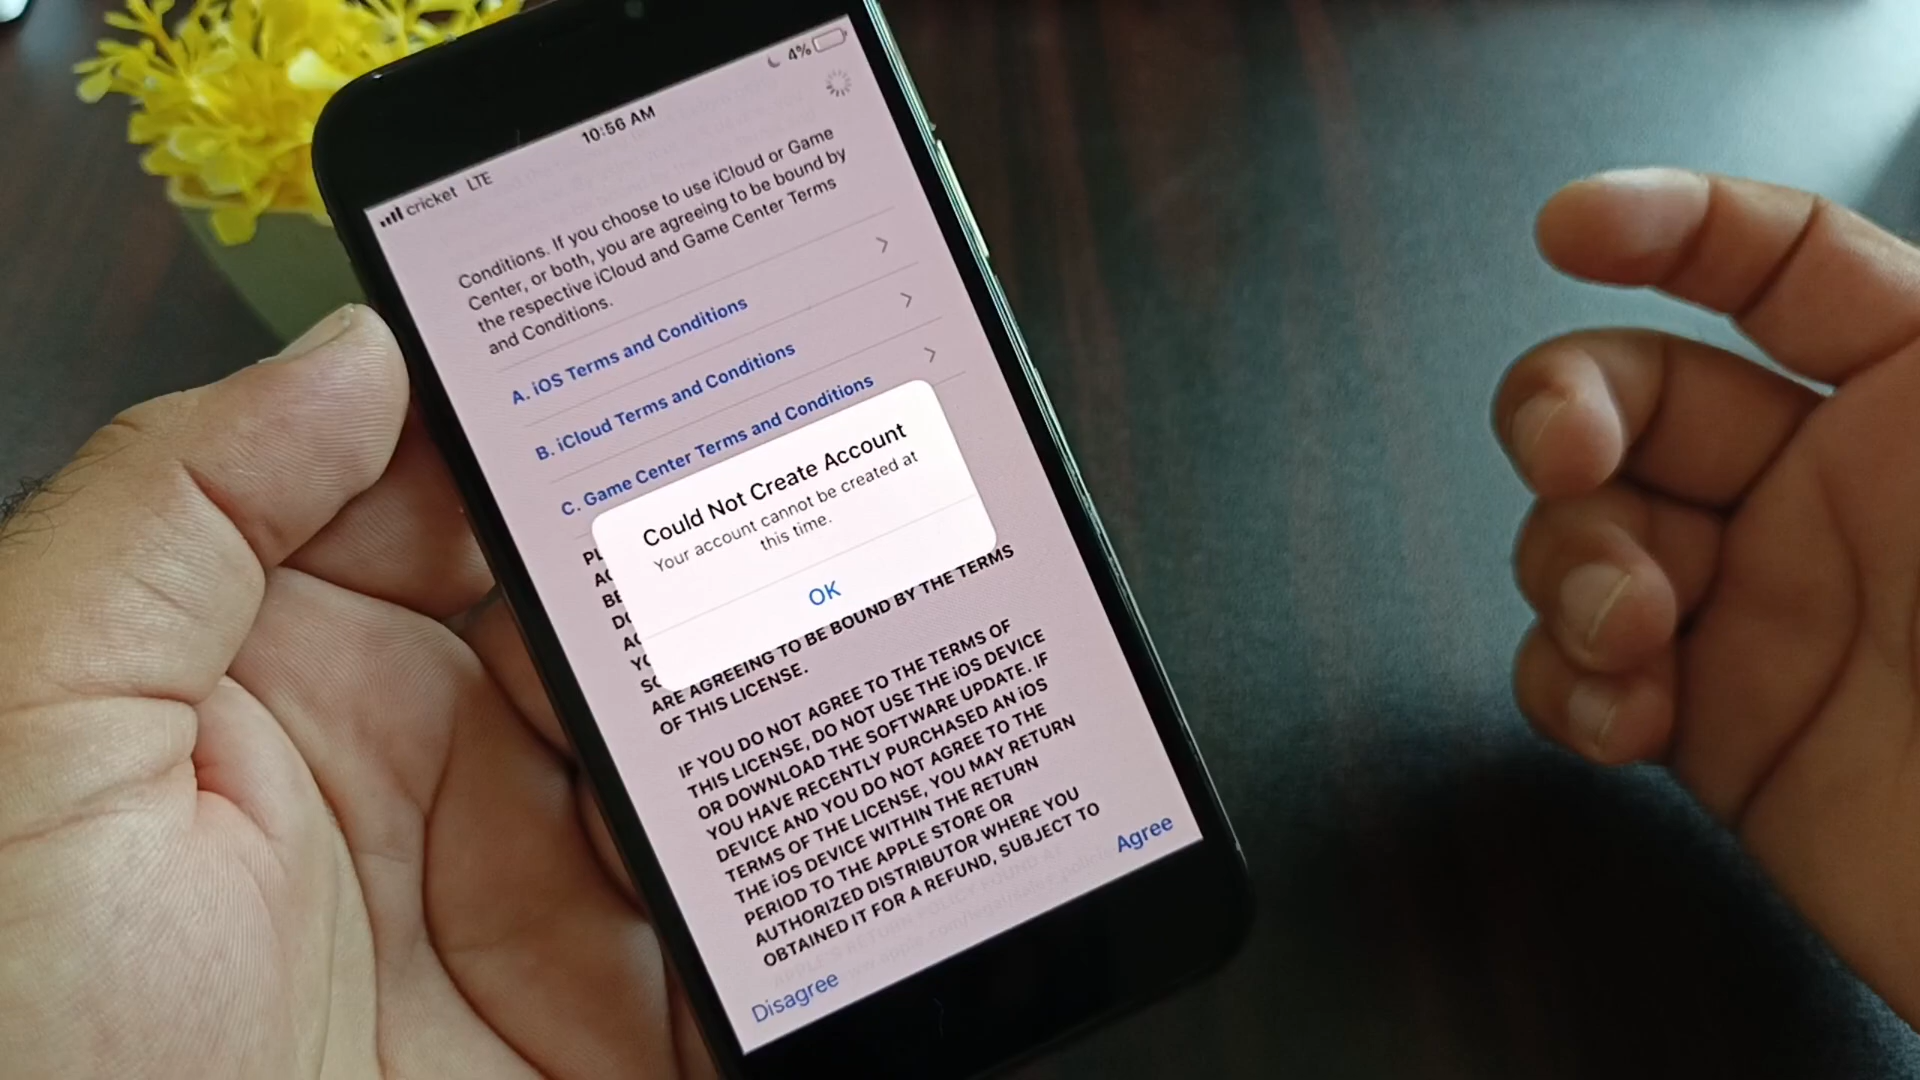 cricket LTE
10:56 AM
4%
Conditions. If you choose to use iCloud or Game
Center, or both, you are agreeing to be bound by
the respective iCloud and Game Center Terms
and Conditions.
A. iOS Terms and Conditions
B. iCloud Terms and Conditions
C. Game Center Terms and Conditions
Could Not Create Account
Your account cannot be created at
this time.
OK
ARE AGREEING TO BE BOUND BY THE TERMS
OF THIS LICENSE.
IF YOU DO NOT AGREE TO THE TERMS OF
THIS LICENSE, DO NOT USE THE iOS DEVICE
OR DOWNLOAD THE SOFTWARE UPDATE. IF
YOU HAVE RECENTLY PURCHASED AN iOS
DEVICE AND YOU DO NOT AGREE TO THE
TERMS OF THE LICENSE, YOU MAY RETURN
THE iOS DEVICE WITHIN THE RETURN
PERIOD TO THE APPLE STORE OR
AUTHORIZED DISTRIBUTOR WHERE YOU
OBTAINED IT FOR A REFUND, SUBJECT TO
Disagree
Agree